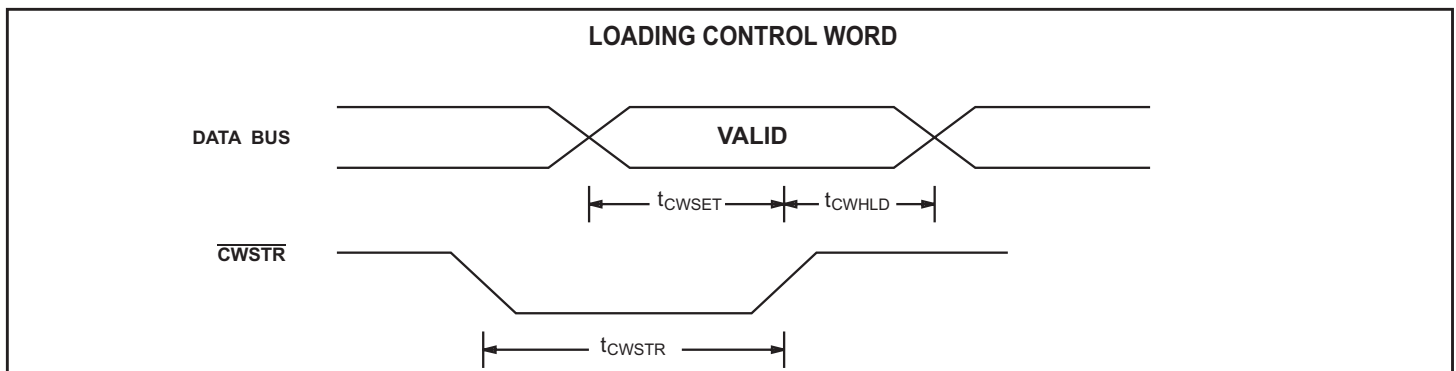 LOADING CONTROL WORD
DATA BUS
VALID
tCWSET
tCWHLD
CWSTR
tCWSTR